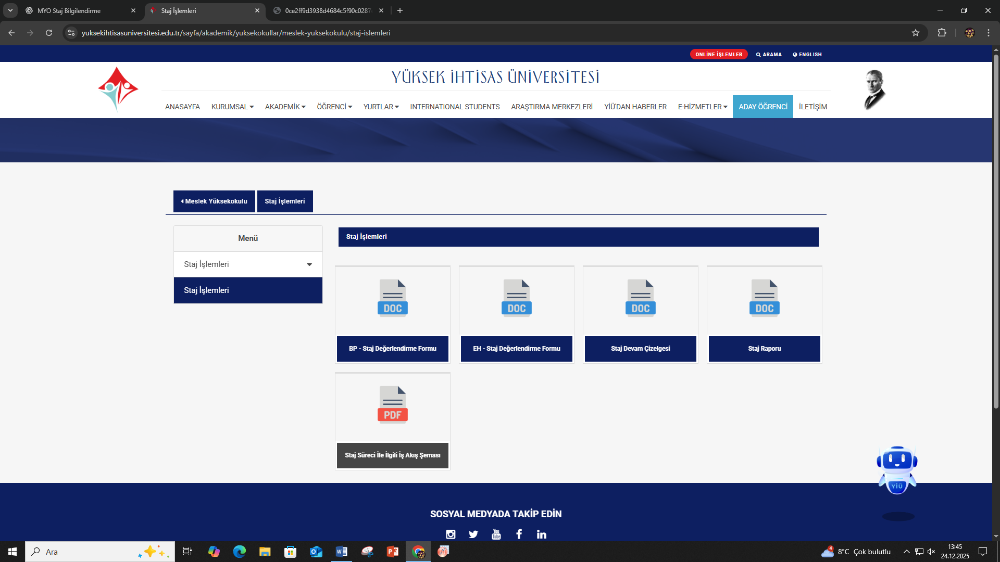 MYO Staj Bilgilendirme
Staj İşlemleri
0ce2ff9d3938d4684c5f90c0287
yuksekihtisasuniversitesi.edu.tr/sayfa/akademik/yuksekokullar/meslek-yuksekokulu/staj-islemleri
ONLİNE İŞLEMLER ARAMA ENGLISH
YÜKSEK İHTİSAS ÜNİVERSİTESİ
ANASAYFA KURUMSAL AKADEMİK ÖĞRENCİ YURTLAR INTERNATIONAL STUDENTS ARAŞTIRMA MERKEZLERİ YİÜ'DAN HABERLER E-HİZMETLER ADAY ÖĞRENCİ İLETİŞİM
Meslek Yüksekokulu Staj İşlemleri
Menü
Staj İşlemleri
Staj İşlemleri
Staj İşlemleri
DOC DOC DOC DOC
BP - Staj Değerlendirme Formu EH - Staj Değerlendirme Formu Staj Devam Çizelgesi Staj Raporu
PDF
Staj Süreci İle İlgili İş Akış Şeması
YİÜ
SOSYAL MEDYADA TAKİP EDİN
You Tube
Ara
4
8°C Çok bulutlu
13:45
24.12.2025